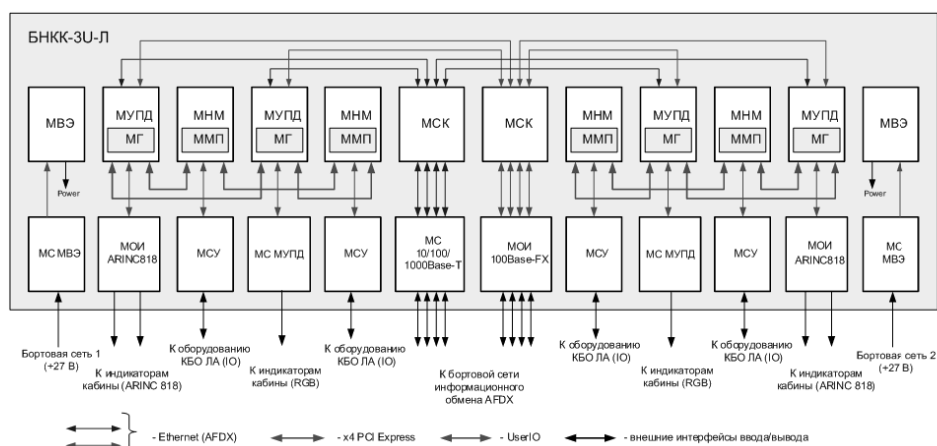 БНКК-3U-Л
МВЭ
МУПД
МГ
МНМ
ММП
МУПД
МГ
МНМ
ММП
МСК
МСК
МНМ
ММП
МУПД
МГ
МНМ
ММП
МУПД
МГ
МВЭ
Power
Power
МС МВЭ
МОИ
ARINC818
МСУ
МС МУПД
МСУ
МС
10/100/
1000Base-T
МОИ
100Base-FX
МСУ
МС МУПД
МСУ
МОИ
ARINC818
МС
МВЭ
Бортовая сеть 1
(+27 В)
К индикаторам
кабины (ARINC 818)
К оборудованию
КБО ЛА (IO)
К индикаторам
кабины (RGB)
К оборудованию
КБО ЛА (IO)
К бортовой сети
информационного
обмена AFDX
К оборудованию
КБО ЛА (IO)
К индикаторам
кабины (RGB)
К оборудованию
КБО ЛА (IO)
К индикаторам
кабины (ARINC 818)
Бортовая сеть 2
(+27 В)
- Ethernet (AFDX)
- x4 PCI Express
- UserIO
- внешние интерфейсы ввода/вывода